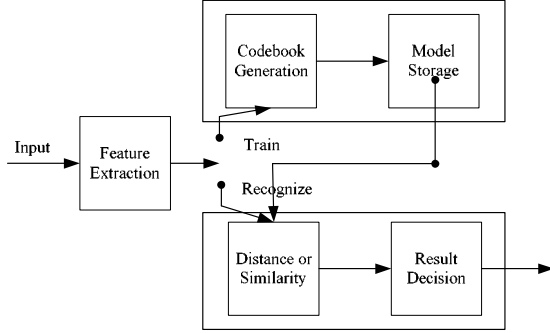 Codebook
Generation
Model
Storage
Input
Feature
Extraction
Train
Recognize
Distance or
Similarity
Result
Decision